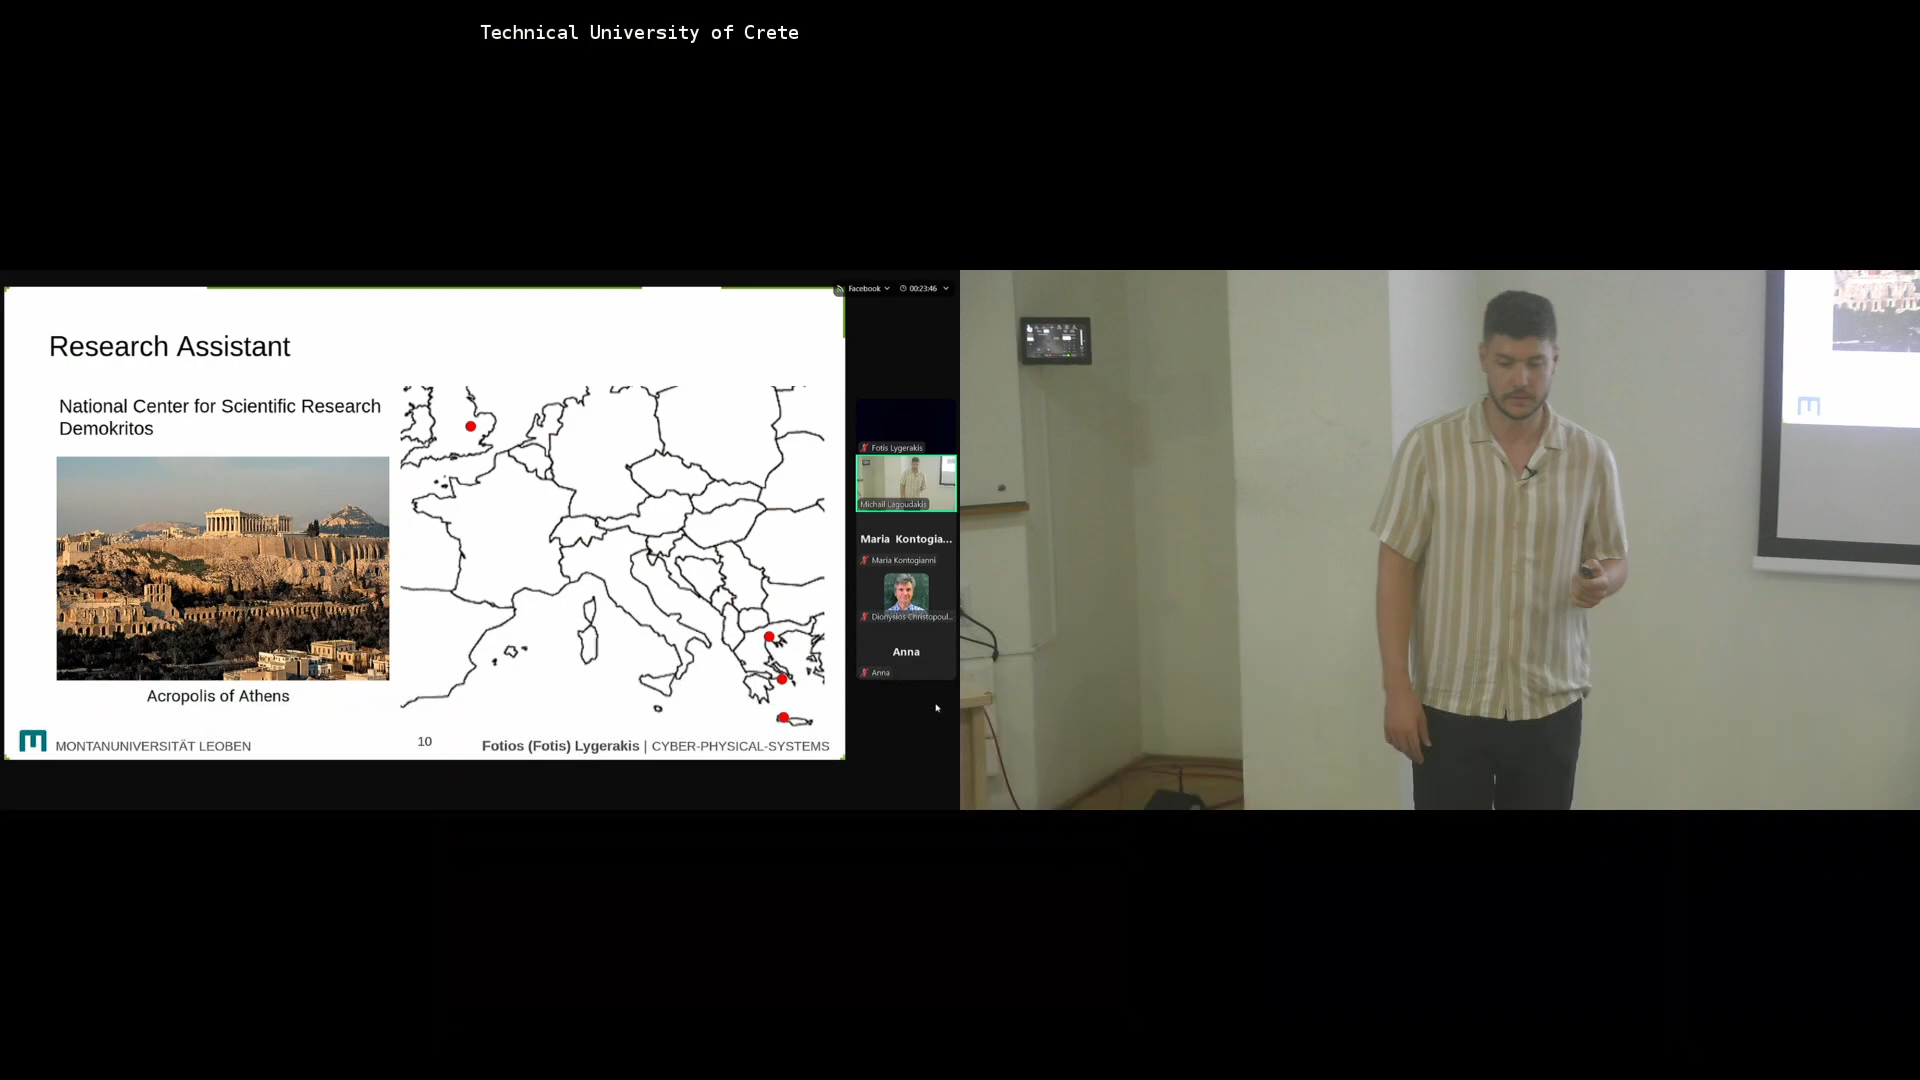 Technical University of Crete
Facebook
00:23:46
Research Assistant
National Center for Scientific Research
Demokritos
Acropolis of Athens
MONTANUNIVERSITÄT LEOBEN
10
Fotios (Fotis) Lygerakis | CYBER-PHYSICAL-SYSTEMS
Fotis Lygerakis
Michail Lagoudakis
Maria Kontogia...
Maria Kontogianni
Dionysios Christopoul...
Anna
Anna